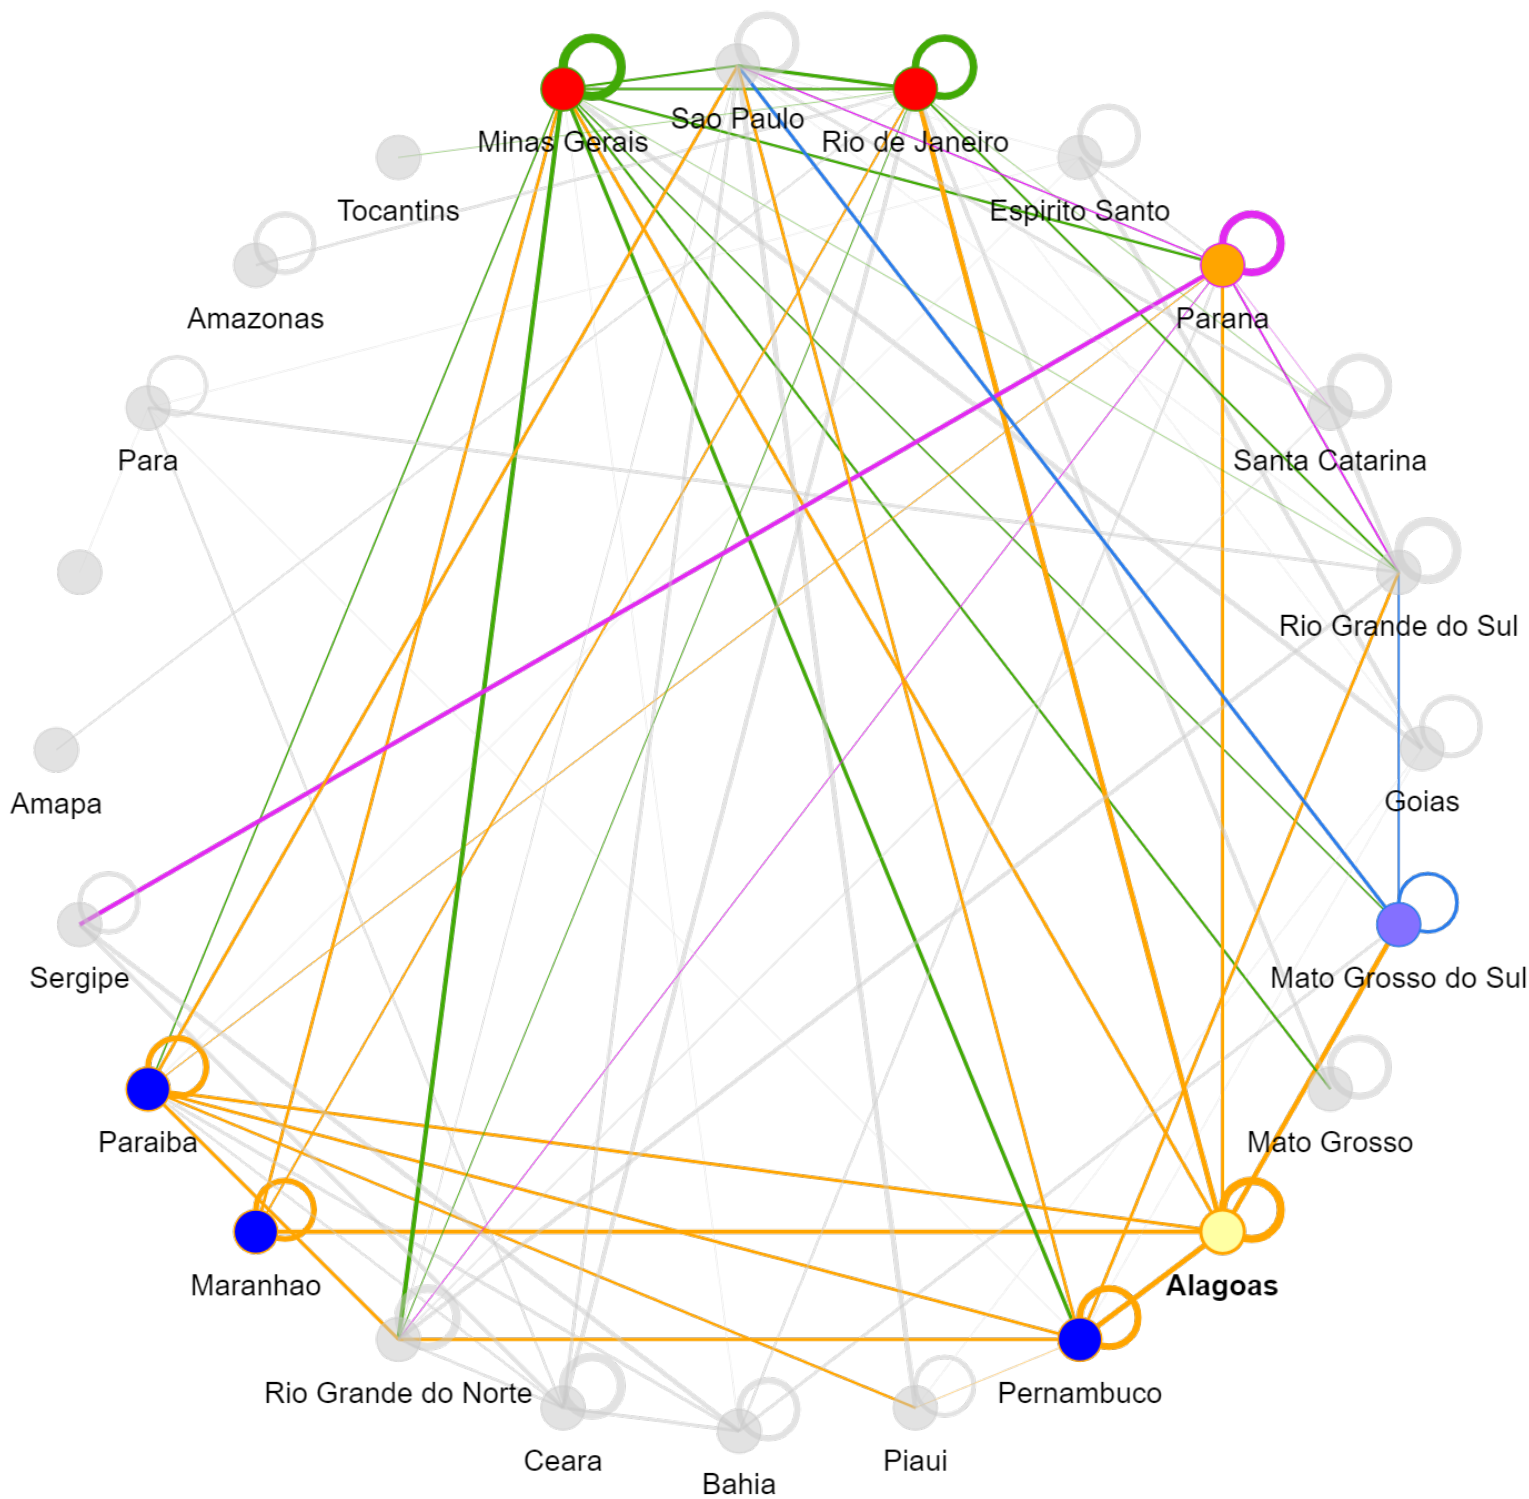 Sao Paulo
Minas Gerais
Rio de Janeiro
Tocantins
Espirito Santo
Amazonas
Parana
Para
Santa Catarina
Rio Grande do Sul
Amapa
Goias
Sergipe
Mato Grosso do Sul
Paraiba
Mato Grosso
Maranhao
Alagoas
Rio Grande do Norte
Pernambuco
Ceara
Piaui
Bahia